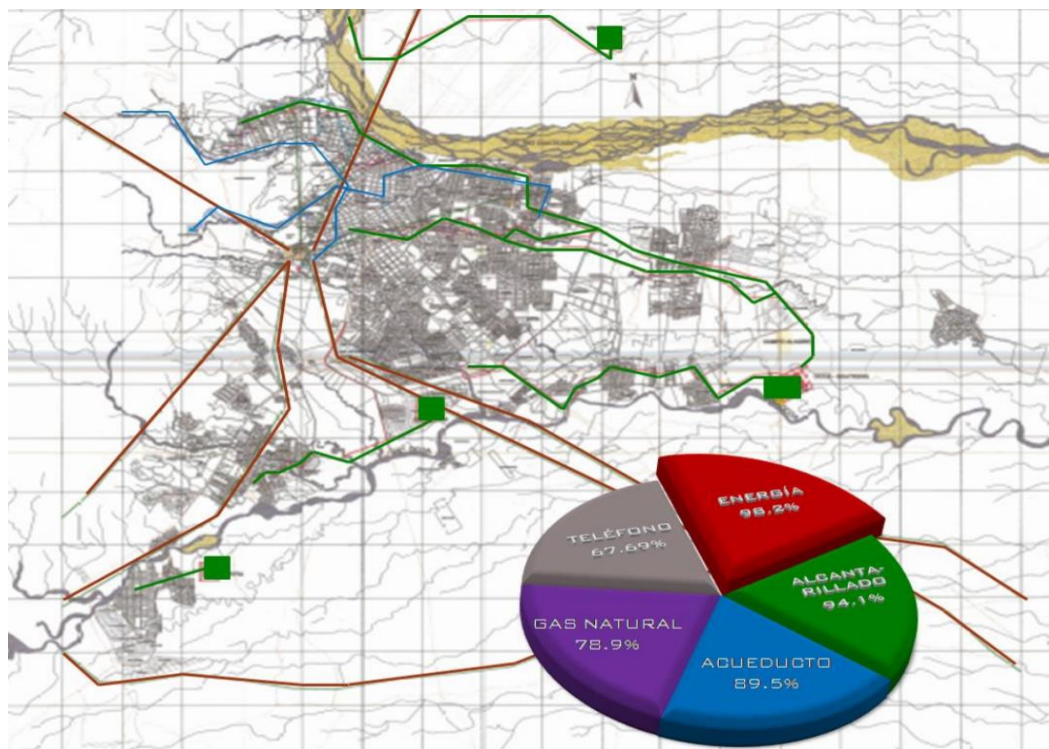 N
ENERGÍA
98.2%
TELÉFONO
67.69%
ALCANTA-
RILLADO
94.1%
GAS NATURAL
78.9%
ACUEDUCTO
89.5%